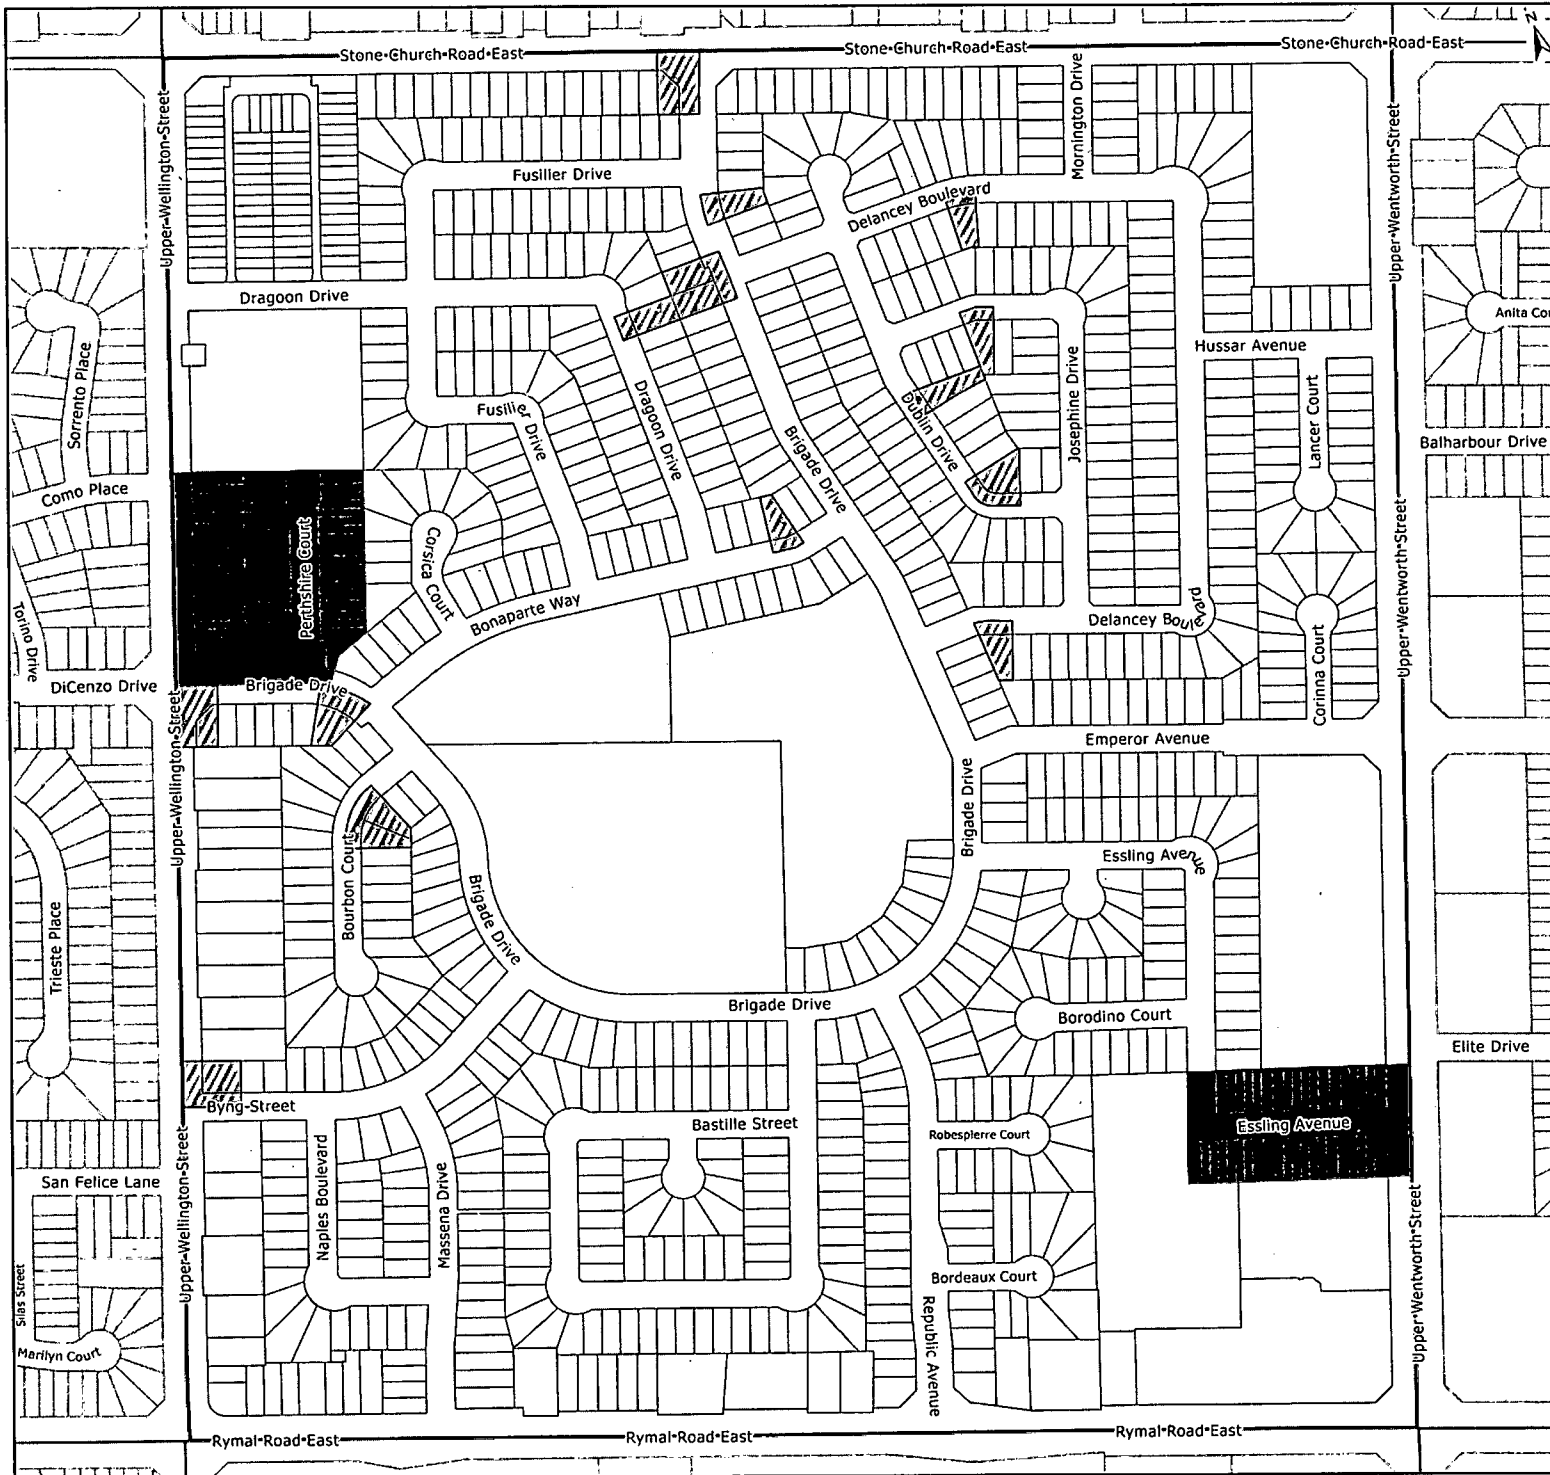 N
Stone-Church-Road-East
Stone-Church-Road-East
Stone-Church-Road-East
Upper-Wellington-Street
Mornington Drive
Upper-Wentworth-Street
Fusilier Drive
Delancey Boulevard
Dragoon Drive
Anita Co
Sorrento Place
Hussar Avenue
Josephine Drive
Lancer Court
Dragoon Drive
Fusilier Drive
Dublin Drive
Brigade Drive
Balharbour Drive
Como Place
Perthshire Court
Corsica Court
Upper-Wentworth-Street
Torino Drive
Bonaparte Way
Delancey Boulevard
Corinna Court
DiCenzo Drive
Brigade Drive
Upper-Wellington-Street
Emperor Avenue
Brigade Drive
Essling Avenue
Bourbon Court
Brigade Drive
Trieste Place
Brigade Drive
Borodino Court
Elite Drive
Byng-Street
Bastille Street
Robespierre Court
Essling Avenue
San Felice Lane
Upper-Wellington-Street
Naples Boulevard
Massena Drive
Upper-Wentworth-Street
Bordeaux Court
Silas Street
Marilyn Court
Republic Avenue
Rymal-Road-East
Rymal-Road-East
Rymal-Road-East